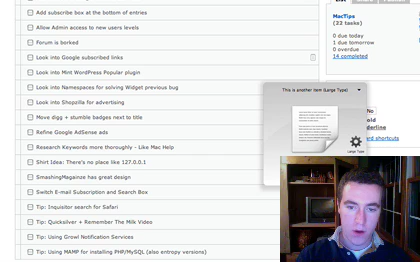 Add subscribe box at the bottom of entries
Allow Admin access to new users levels
Forum is borked
Look into Google subscribed links
Look into Mint WordPress Popular plugin
Look into Namespaces for solving Widget previous bug
Look into Shopzilla for advertising
Move digg + stumble badges next to title
Refine Google AdSense ads
Research Keywords more thoroughly - Like Mac Help
Shirt Idea: There's place like 127.0.0.1
SmashingMagainze has great design
Switch E-mail Subscription and Search Box
Tip: Inquisitor search for Safari
Tip: Quicksilver + Remember The Milk Video
Tip: Using Growl Notification Services
Tip: Using MAMP for installing PHP/MySQL (also entropy versions)
MacTips
(22 tasks)
0 due today
1 due tomorrow
0 overdue
14 completed
This is another item (Large Type)
Large Type
No
old
derline
ard shortcuts